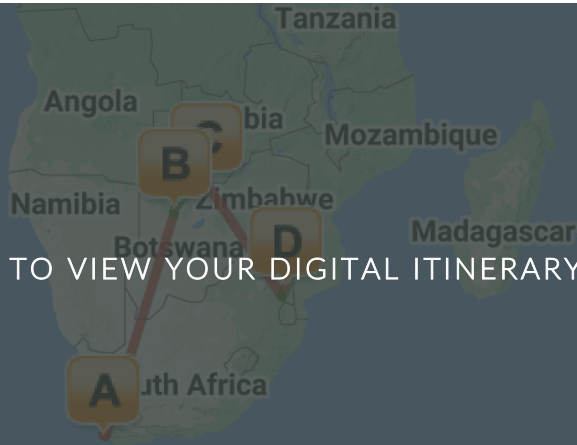 Tanzania
Angola
C bia
B
Mozambique
Namibia Zimbabwe
D
Botswana
Madagascar
TO VIEW YOUR DIGITAL ITINERARY
A uth Africa